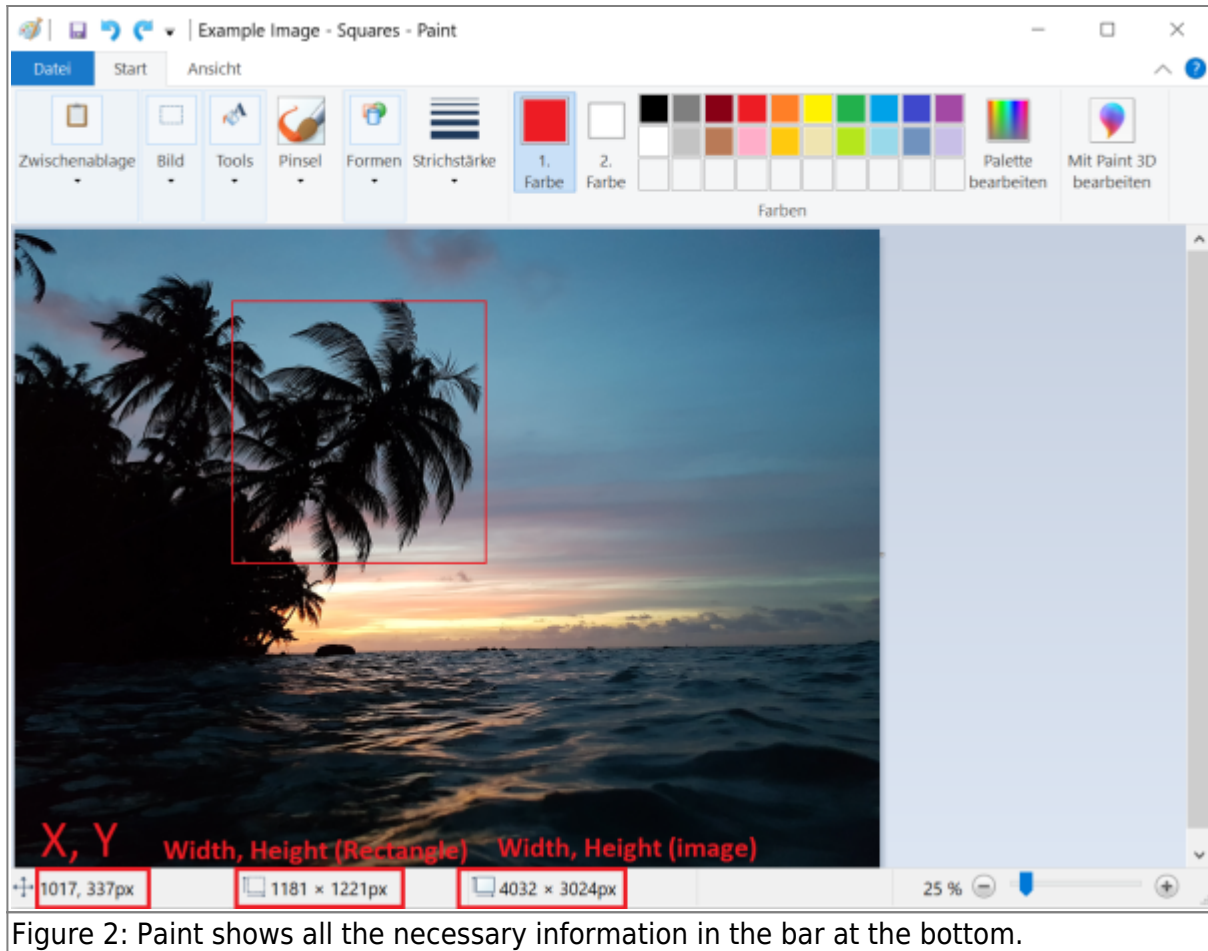 Example Image - Squares - Paint
Datei Start Ansicht
Zwischenablage Bild Tools Pinsel Formen Strichstärke 1. Farbe 2. Farbe Palette bearbeiten Mit Paint 3D bearbeiten
Farben
X, Y Width, Height (Rectangle) Width, Height (image)
1017, 337px 1181 × 1221px 4032 × 3024px 25 %
Figure 2: Paint shows all the necessary information in the bar at the bottom.